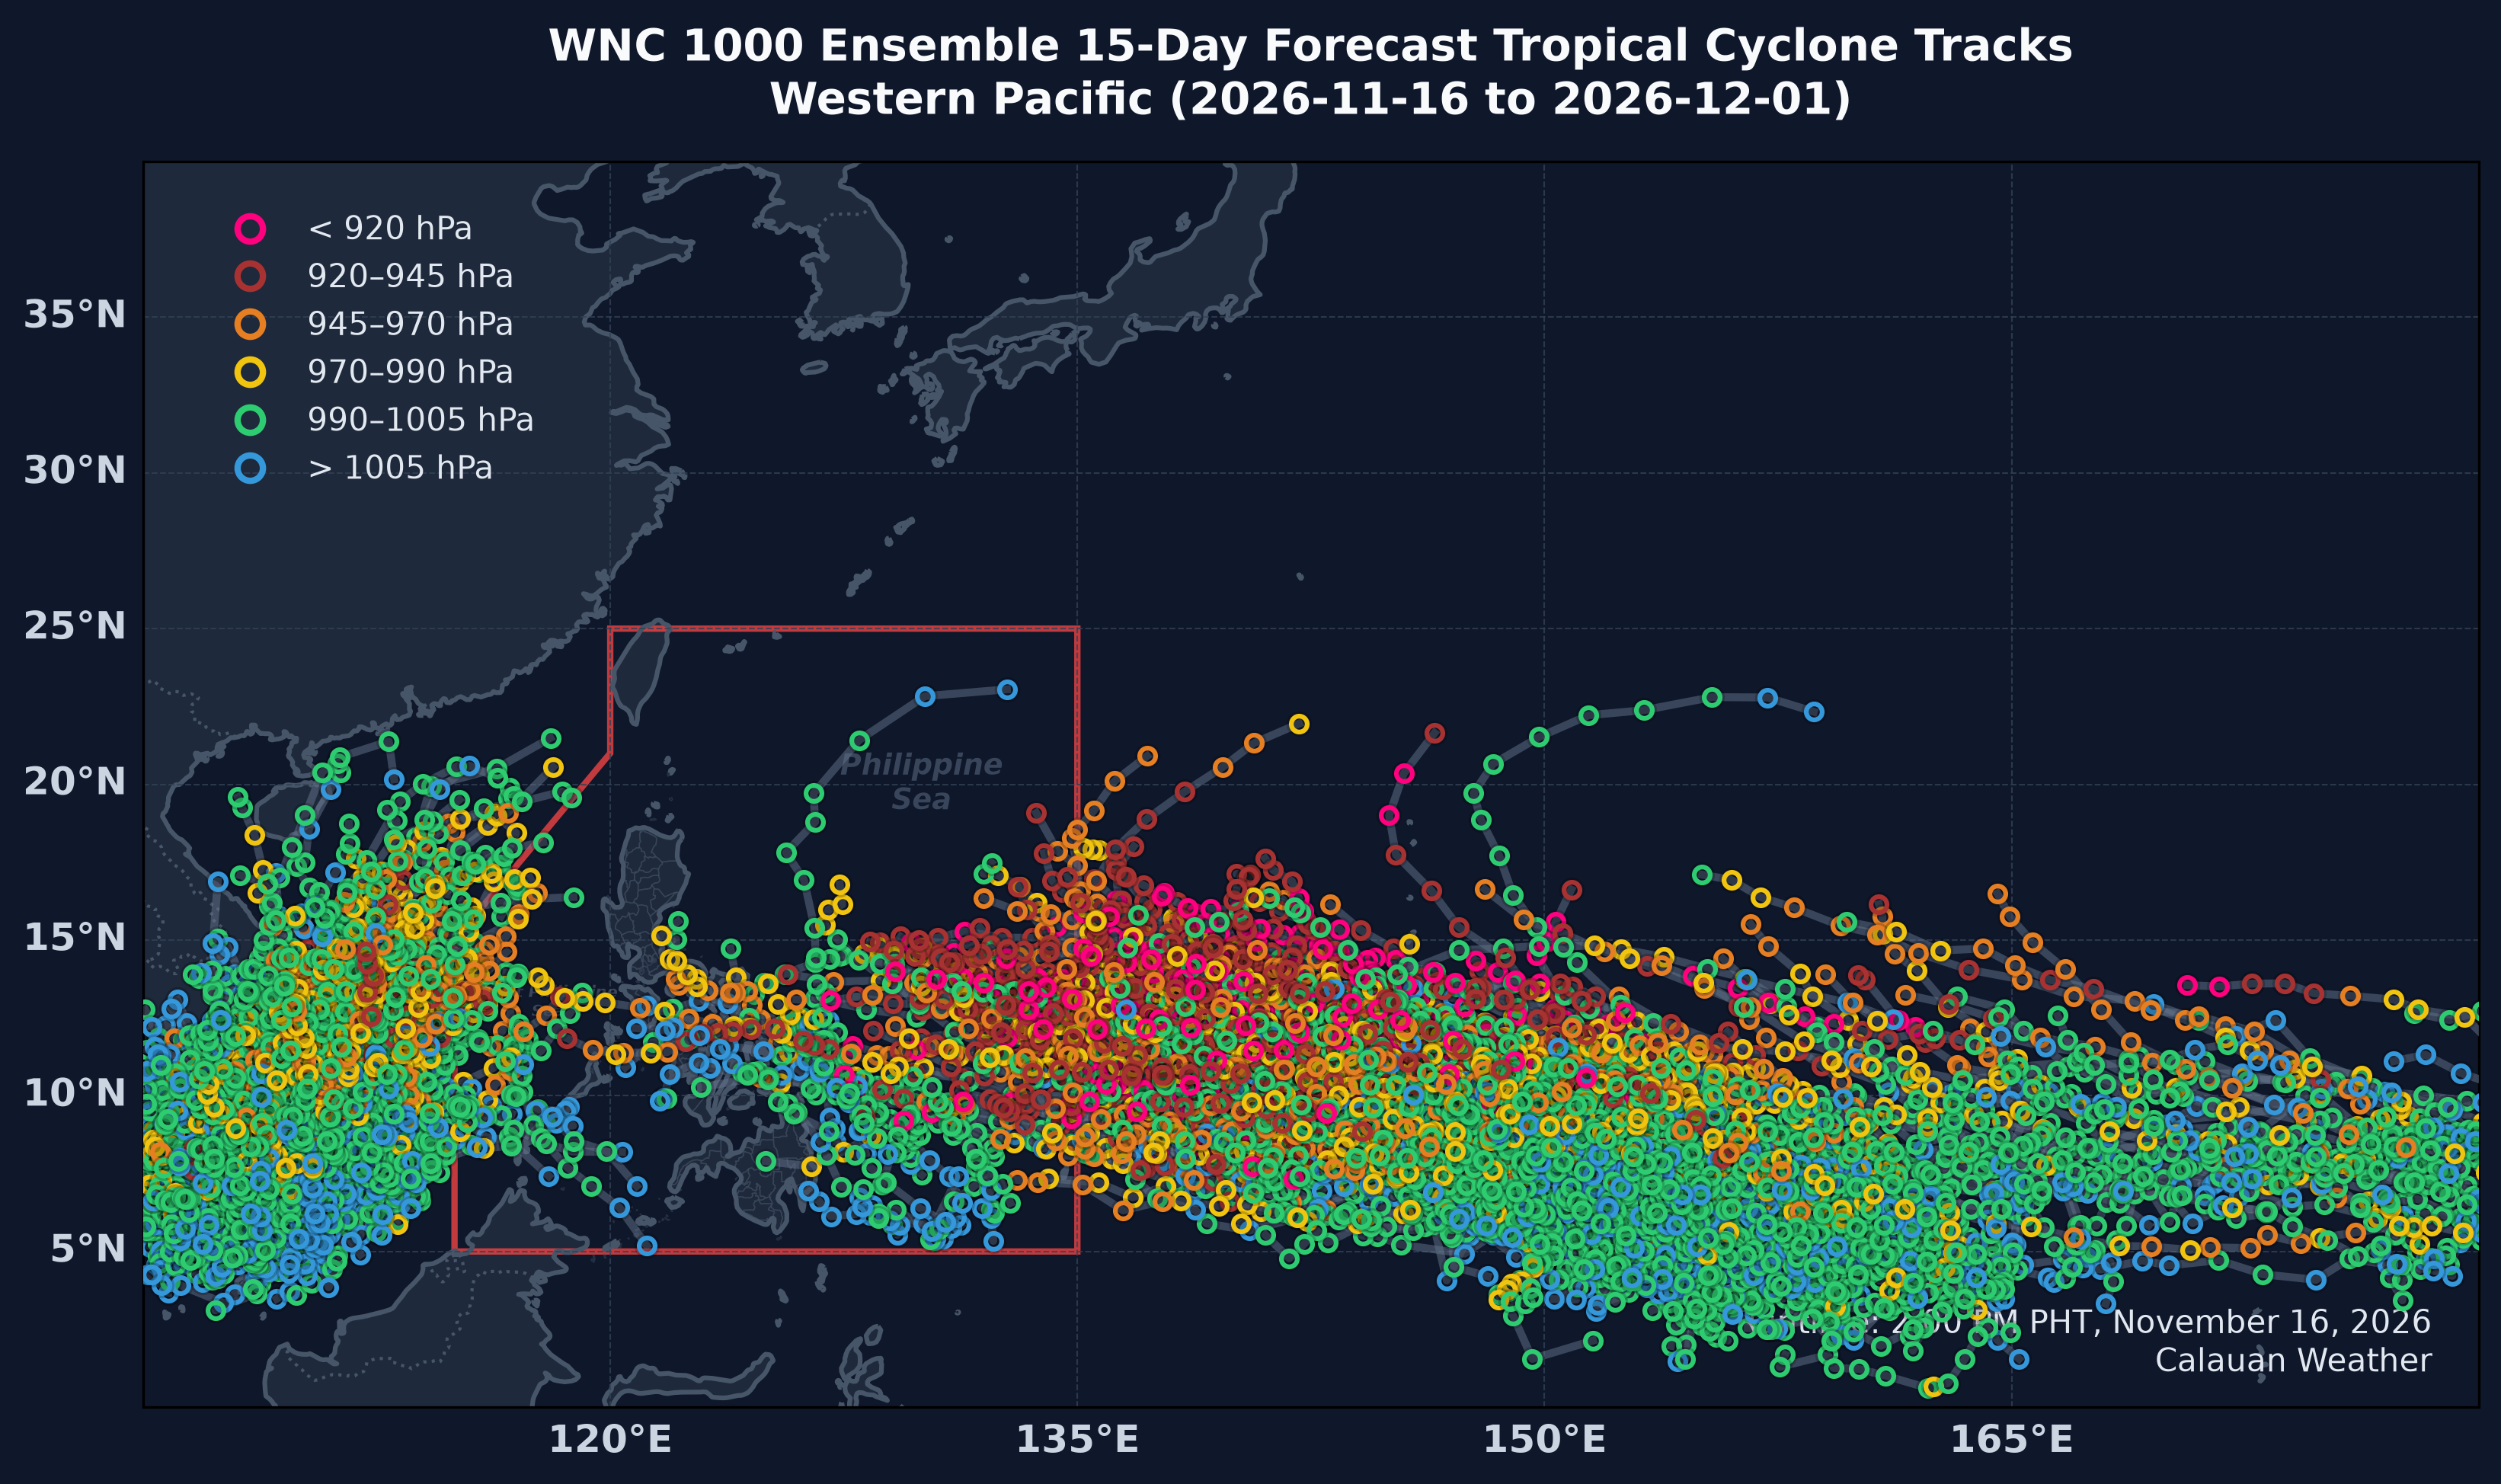 WNC 1000 Ensemble 15-Day Forecast Tropical Cyclone Tracks
Western Pacific (2026-11-16 to 2026-12-01)
< 920 hPa
920–945 hPa
945–970 hPa
970–990 hPa
990–1005 hPa
> 1005 hPa
35°N
30°N
25°N
20°N
15°N
10°N
5°N
Philippine
Sea
PM PHT, November 16, 2026
Calauan Weather
120°E
135°E
150°E
165°E